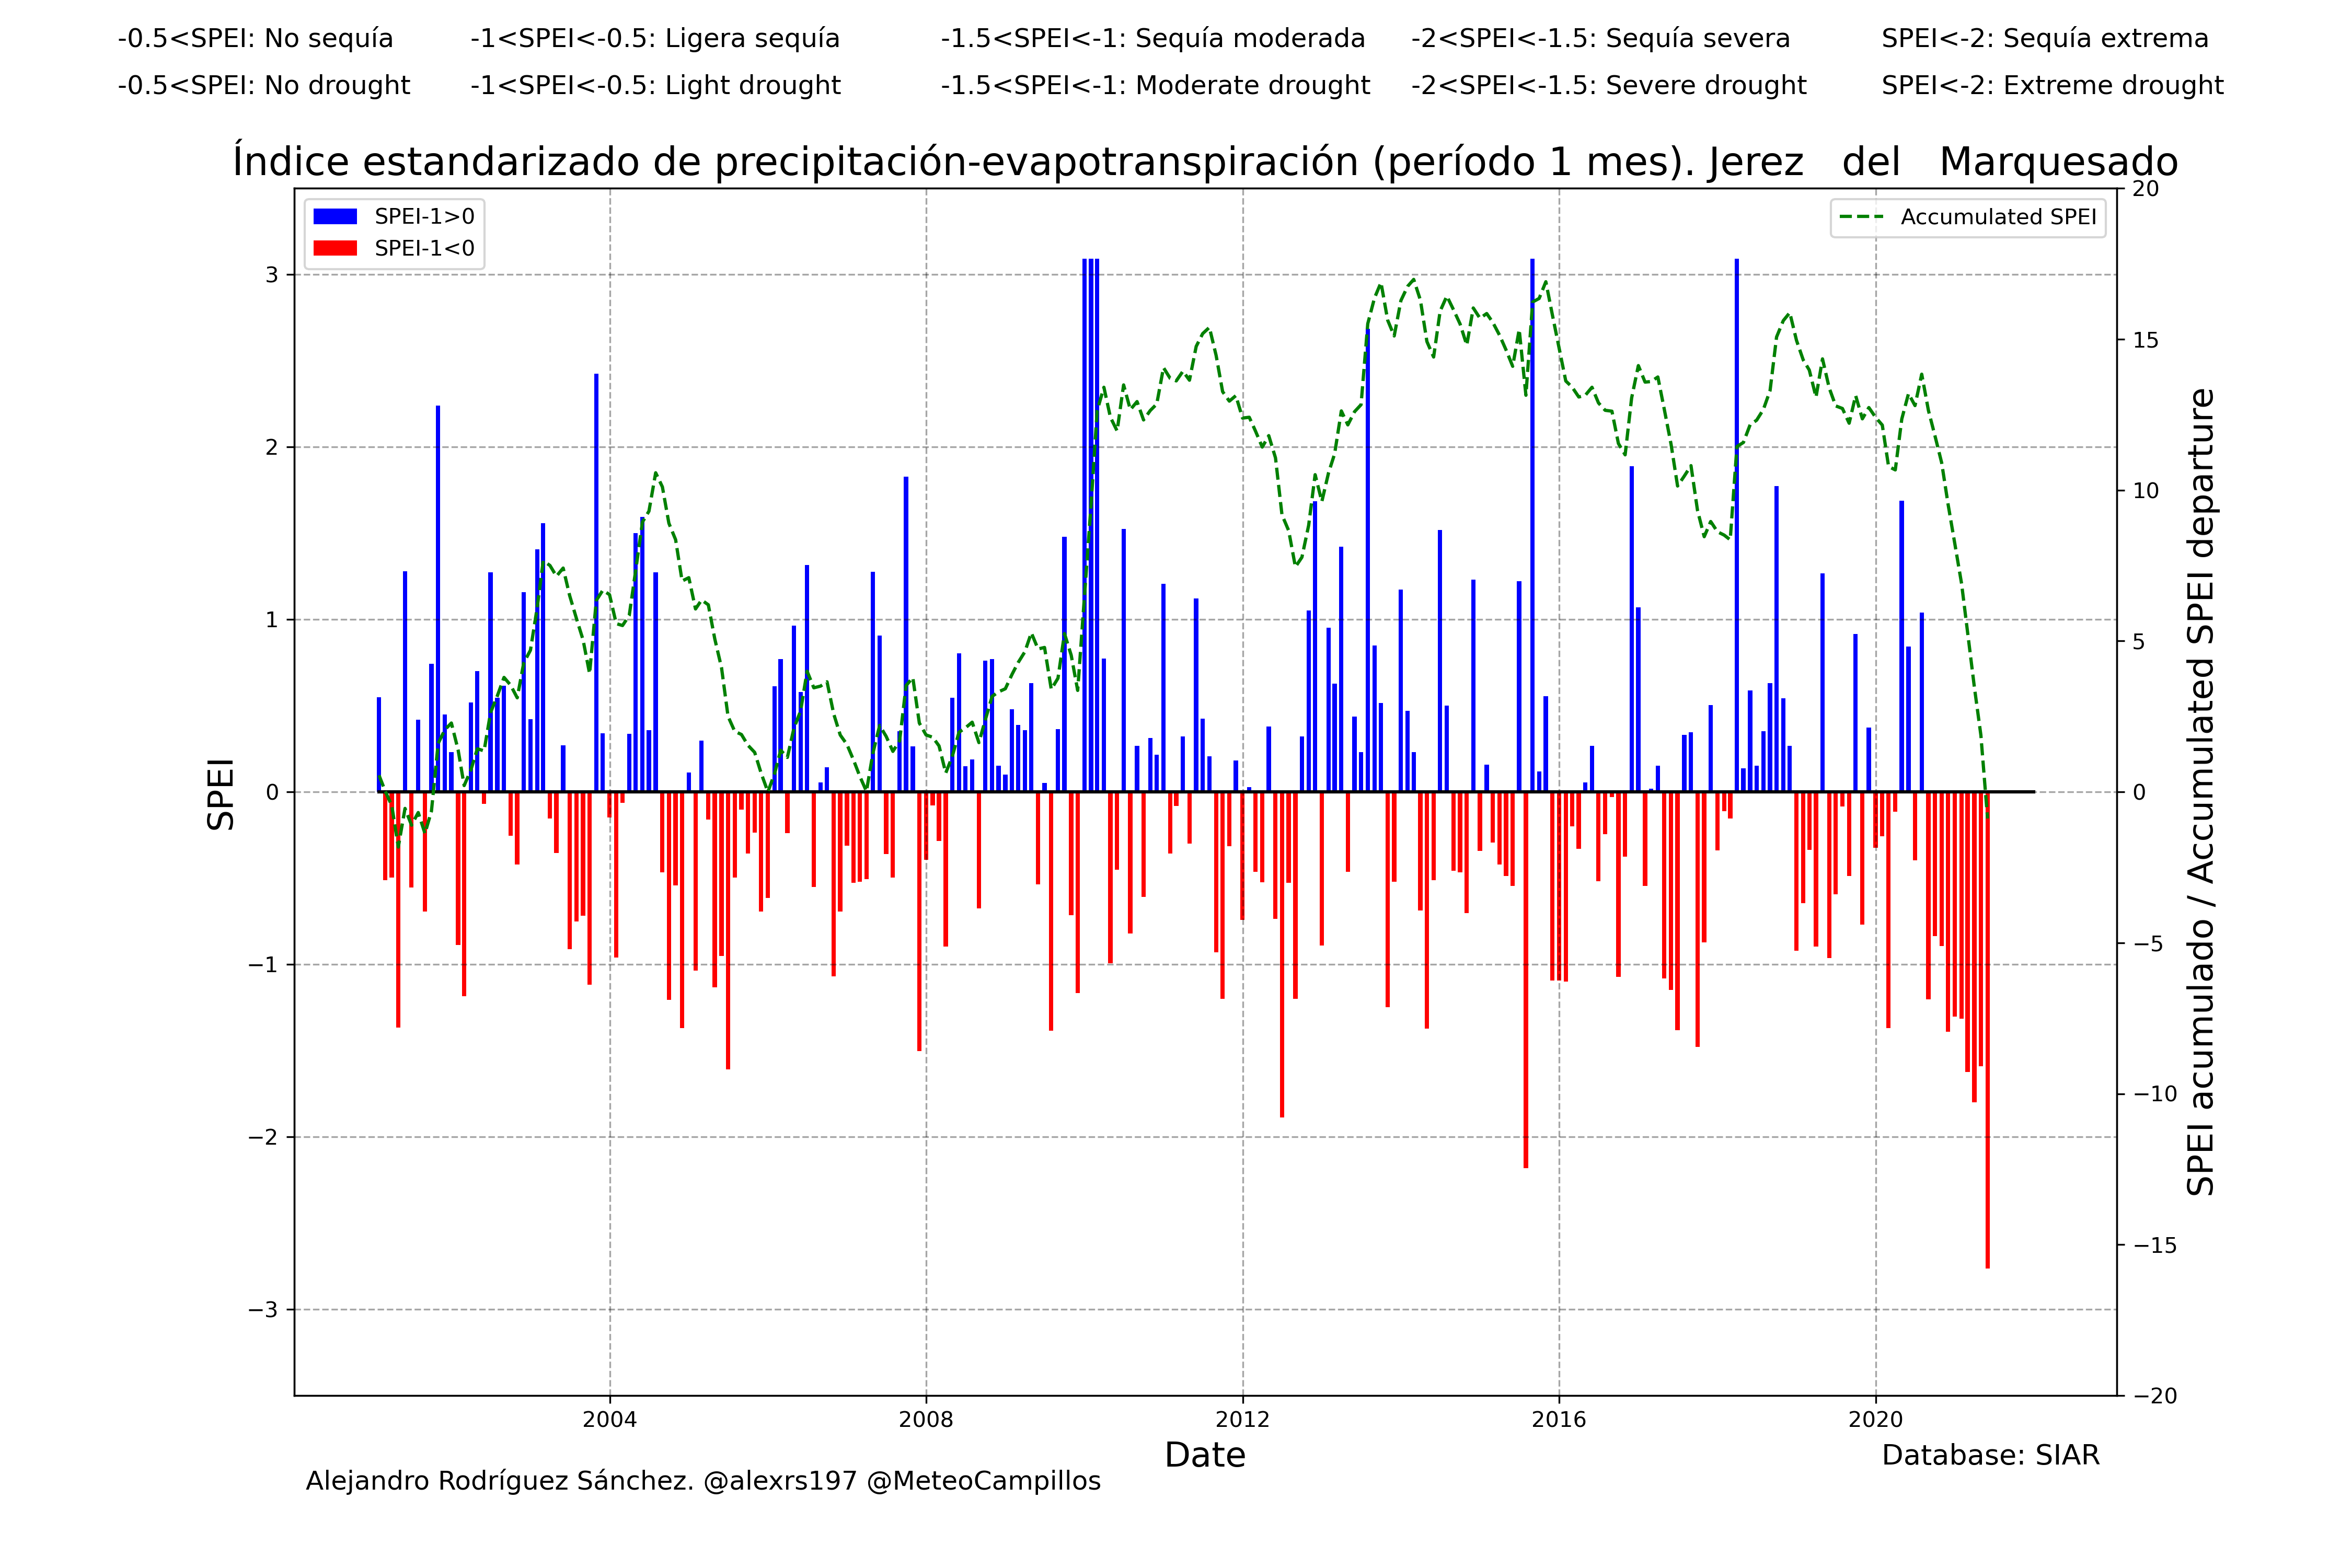 -0.5<SPEI: No sequía -1<SPEI<-0.5: Ligera sequía -1.5<SPEI<-1: Sequía moderada -2<SPEI<-1.5: Sequía severa SPEI<-2: Sequía extrema
-0.5<SPEI: No drought -1<SPEI<-0.5: Light drought -1.5<SPEI<-1: Moderate drought -2<SPEI<-1.5: Severe drought SPEI<-2: Extreme drought
Índice estandarizado de precipitación-evapotranspiración (período 1 mes). Jerez del Marquesado
SPEI-1>0
SPEI-1<0
Accumulated SPEI
SPEI
3
2
1
0
−1
−2
−3
20
15
10
5
0
−5
−10
−15
−20
SPEI acumulado / Accumulated SPEI departure
2004 2008 2012 2016 2020
Date
Database: SIAR
Alejandro Rodríguez Sánchez. @alexrs197 @MeteoCampillos